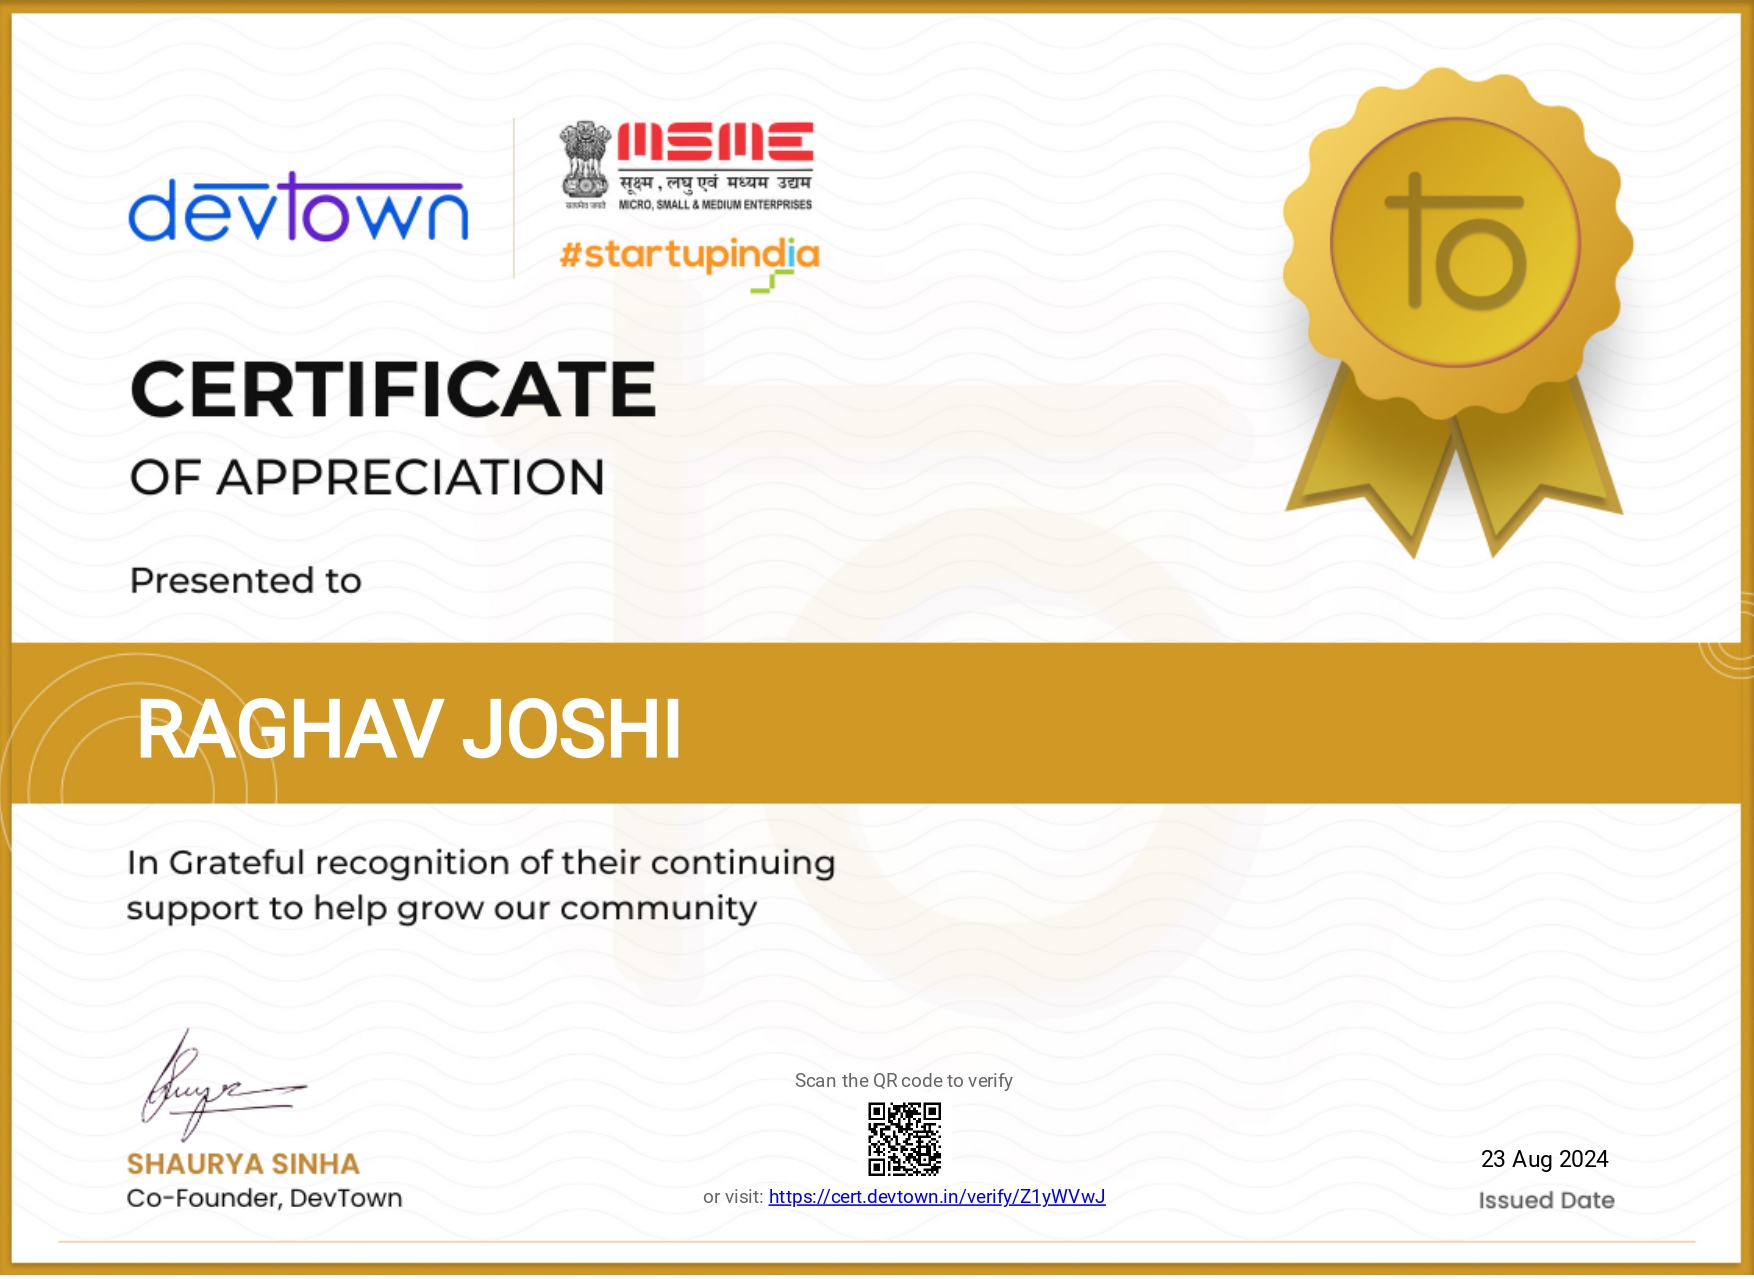 devtown
MSME
सूक्ष्म , लघु एवं मध्यम उद्यम
सत्यमेव जयते
MICRO, SMALL & MEDIUM ENTERPRISES
#startupindia
to
CERTIFICATE
OF APPRECIATION
Presented to
RAGHAV JOSHI
In Grateful recognition of their continuing
support to help grow our community
SHAURYA SINHA
Co-Founder, DevTown
Scan the QR code to verify
or visit: https://cert.devtown.in/verify/Z1yWVwJ
23 Aug 2024
Issued Date